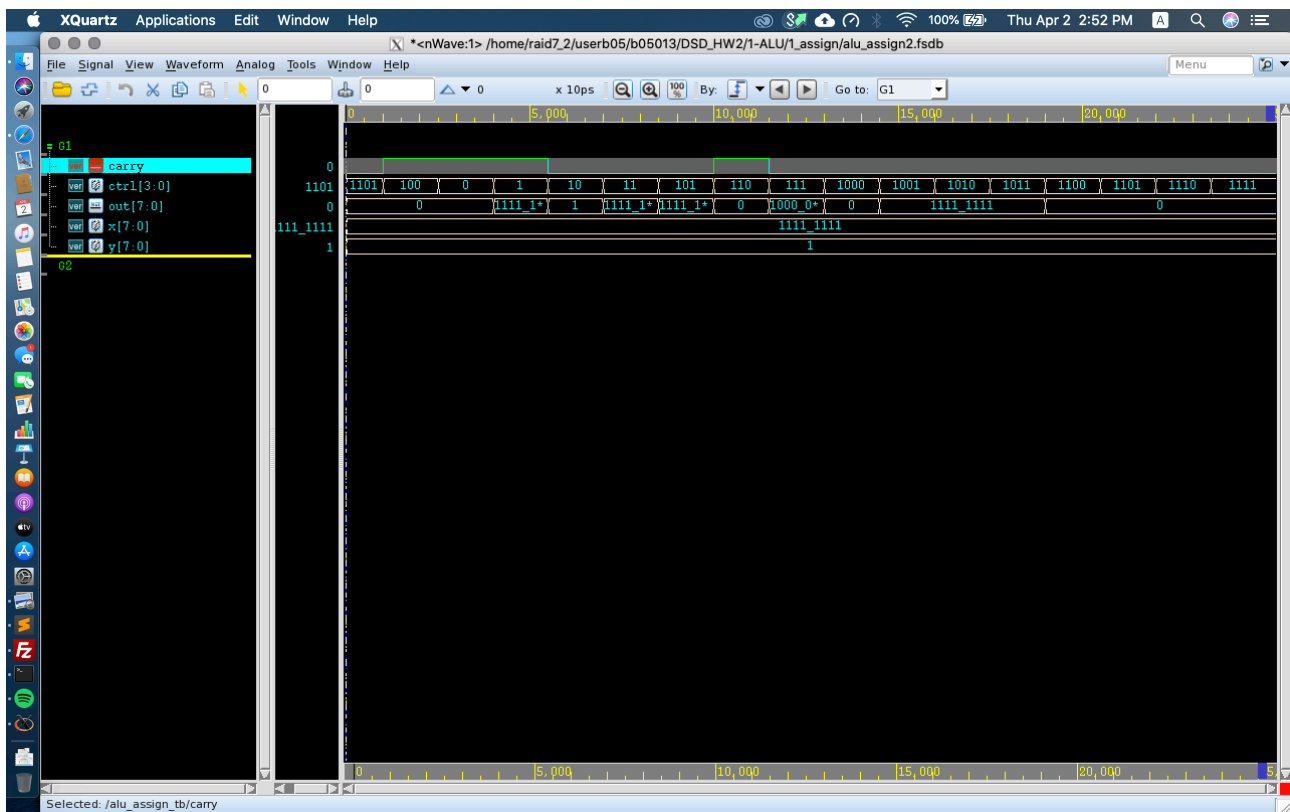 XQuartz Applications Edit Window Help 100% Thu Apr 2 2:52 PM A
*<nWave:1> /home/raid7_2/userb05/b05013/DSD_HW2/1-ALU/1_assign/alu_assign2.fsdb
File Signal View Waveform Analog Tools Window Help Menu
0 0 0 x 10ps 100% By: Go to: G1
0 5,000 10,000 15,000 20,000
= G1
carry 0
ctrl[3:0] 1101 1101 100 0 1 10 11 101 110 111 1000 1001 1010 1011 1100 1101 1110 1111
out[7:0] 0 0 1111_1* 1 1111_1* 1111_1* 0 1000_0* 0 1111_1111 0
x[7:0] 111_1111 1111_1111
y[7:0] 1 1
G2
0 5,000 10,000 15,000 20,000 5,
Selected: /alu_assign_tb/carry